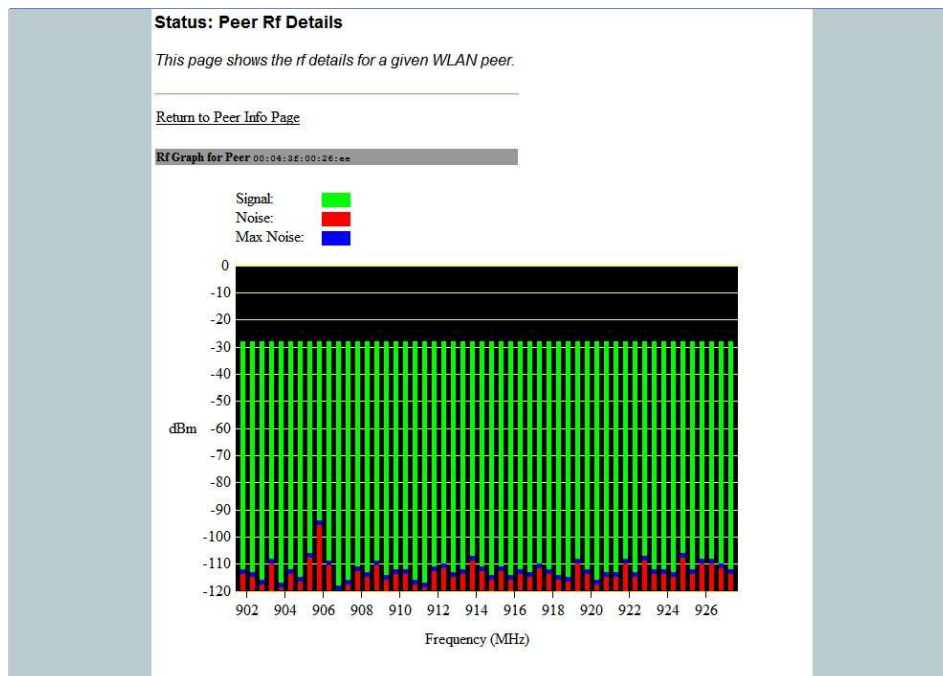 Status: Peer Rf Details
This page shows the rf details for a given WLAN peer.
Return to Peer Info Page
Rf Graph for Peer 00:04:3f:00:26:ee
Signal:
Noise:
Max Noise:
0
-10
-20
-30
-40
-50
dBm -60
-70
-80
-90
-100
-110
-120
902 904 906 908 910 912 914 916 918 920 922 924 926
Frequency (MHz)